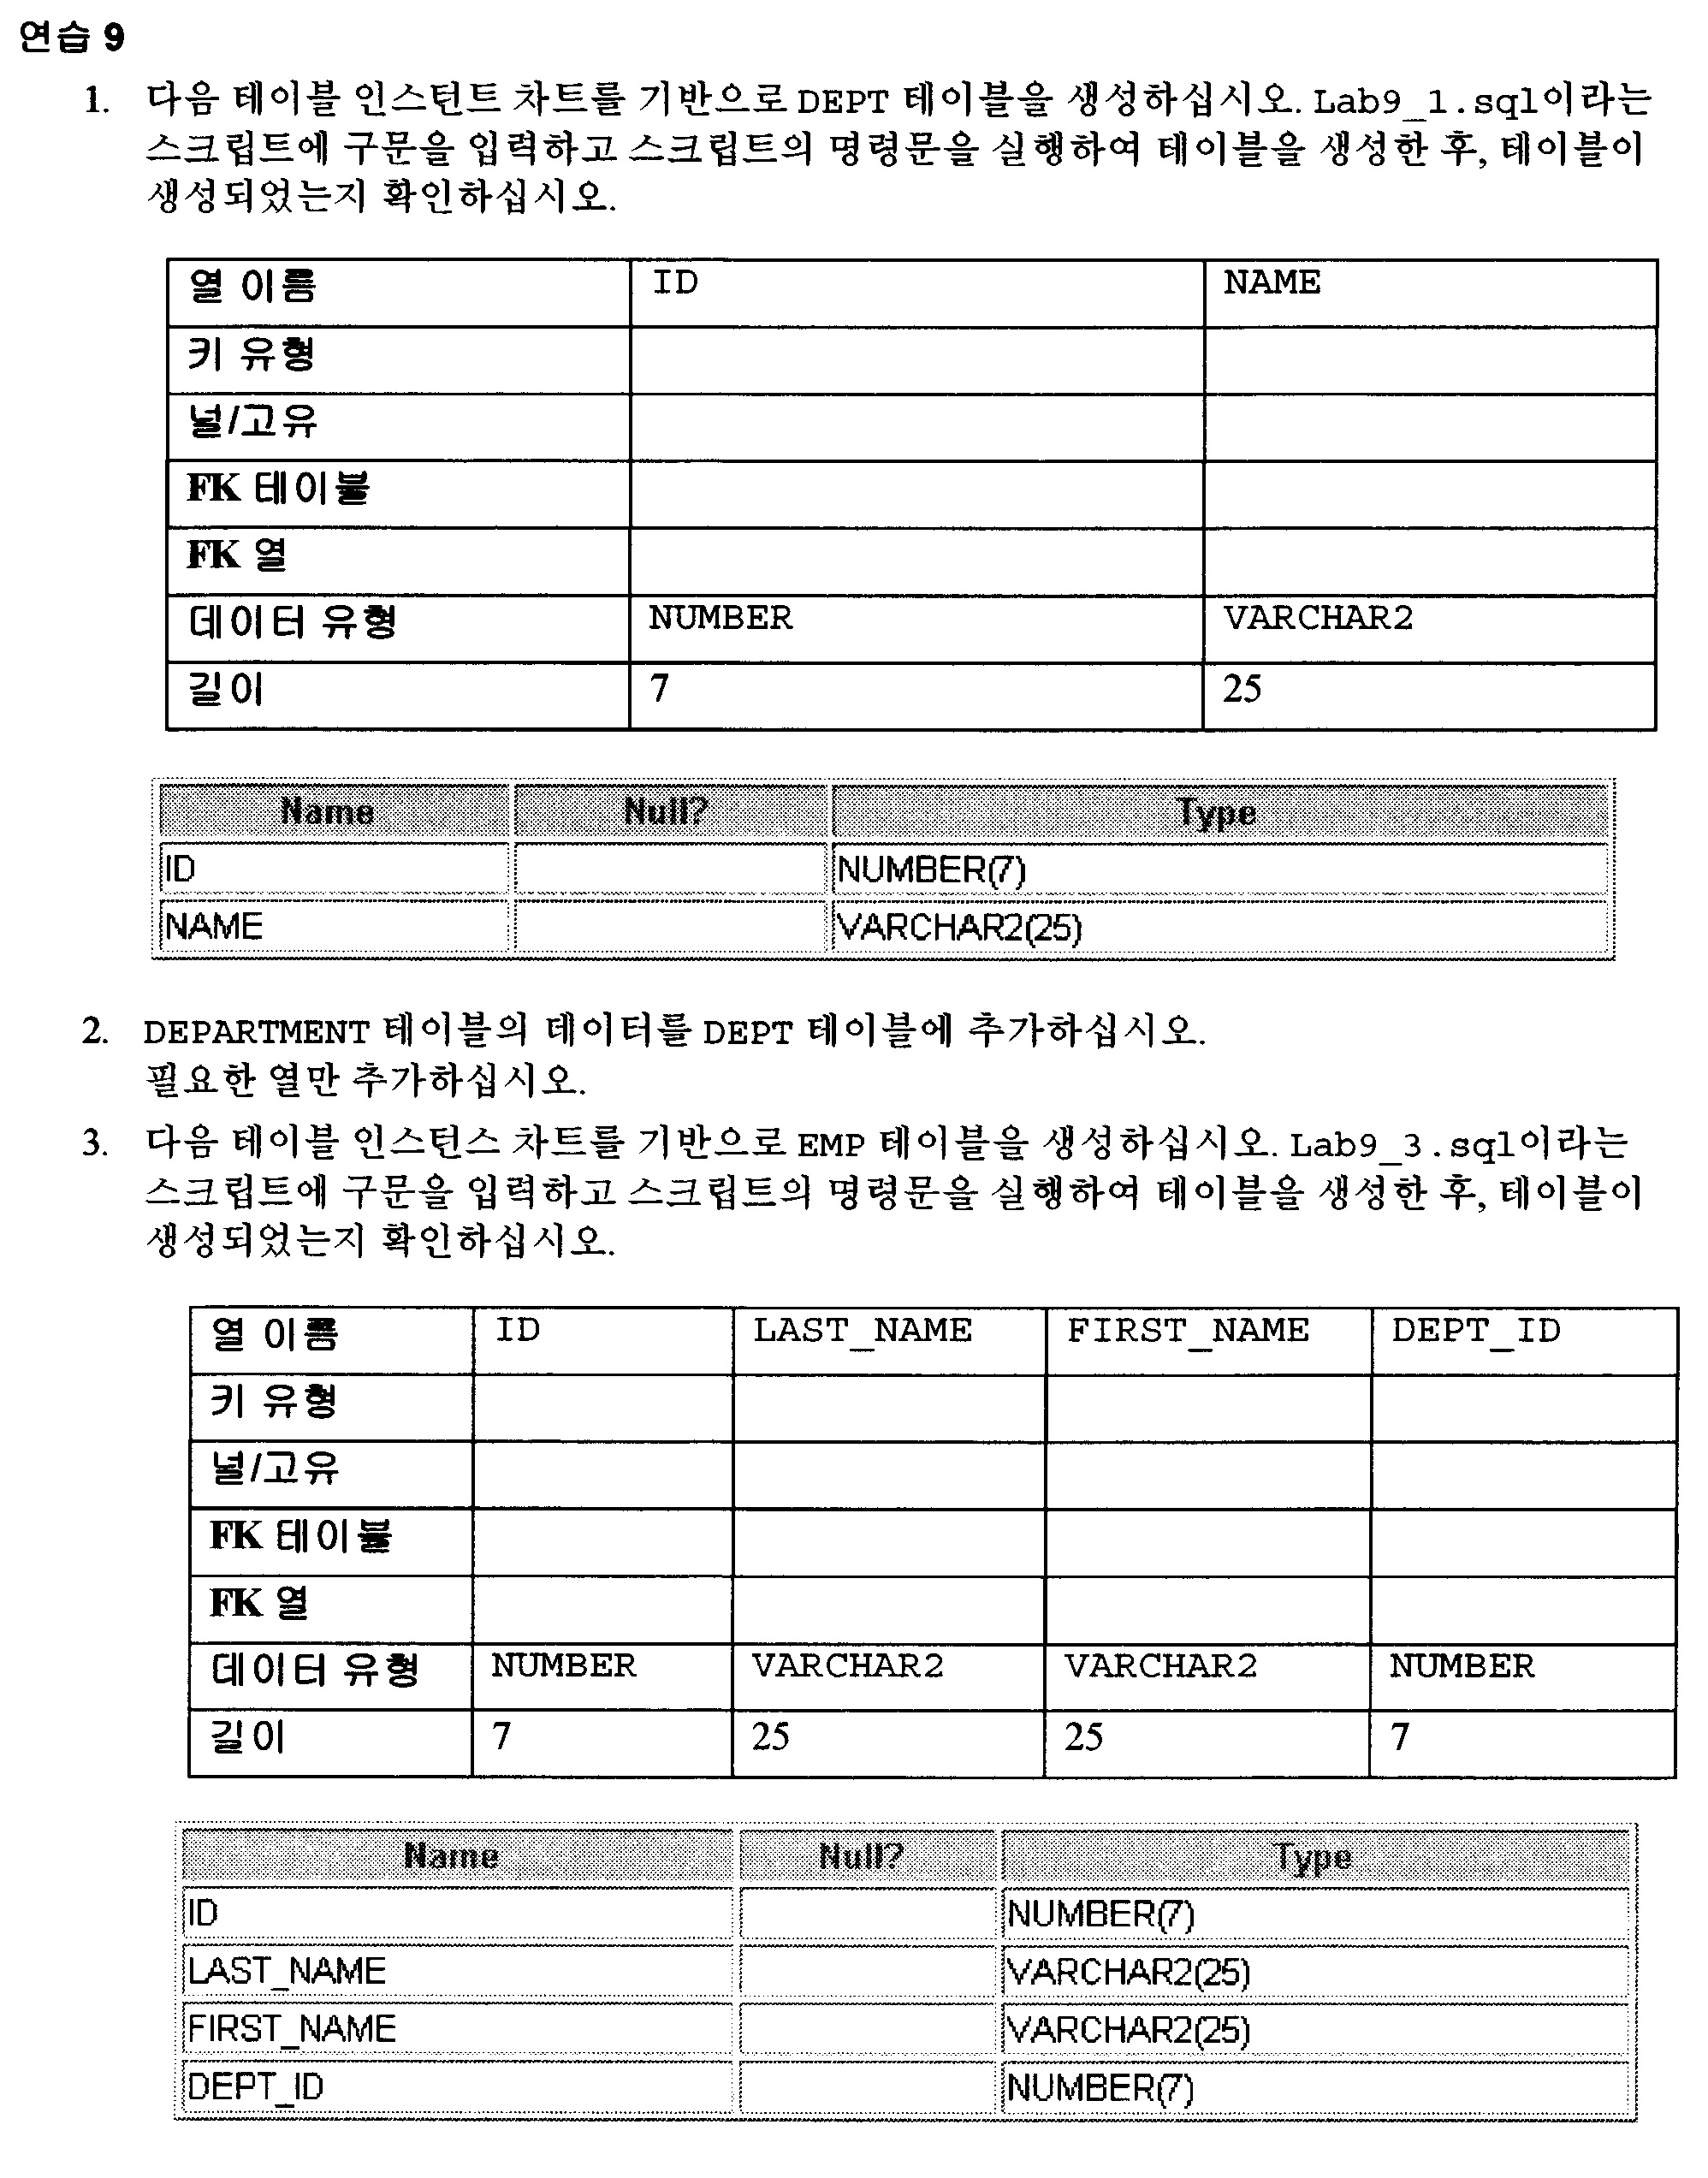 연습 9
1. 다음 테이블 인스턴트 차트를 기반으로 DEPT 테이블을 생성하십시오. Lab9_1.sql이라는
스크립트에 구문을 입력하고 스크립트의 명령문을 실행하여 테이블을 생성한 후, 테이블이
생성되었는지 확인하십시오.
열 이름 ID NAME
키 유형
널/고유
FK 테이블
FK 열
데이터 유형 NUMBER VARCHAR2
길이 7 25
Name Null? Type
ID NUMBER(7)
NAME VARCHAR2(25)
2. DEPARTMENT 테이블의 데이터를 DEPT 테이블에 추가하십시오.
필요한 열만 추가하십시오.
3. 다음 테이블 인스턴스 차트를 기반으로 EMP 테이블을 생성하십시오. Lab9_3.sql이라는
스크립트에 구문을 입력하고 스크립트의 명령문을 실행하여 테이블을 생성한 후, 테이블이
생성되었는지 확인하십시오.
열 이름 ID LAST_NAME FIRST_NAME DEPT_ID
키 유형
널/고유
FK 테이블
FK 열
데이터 유형 NUMBER VARCHAR2 VARCHAR2 NUMBER
길이 7 25 25 7
Name Null? Type
ID NUMBER(7)
LAST_NAME VARCHAR2(25)
FIRST_NAME VARCHAR2(25)
DEPT_ID NUMBER(7)